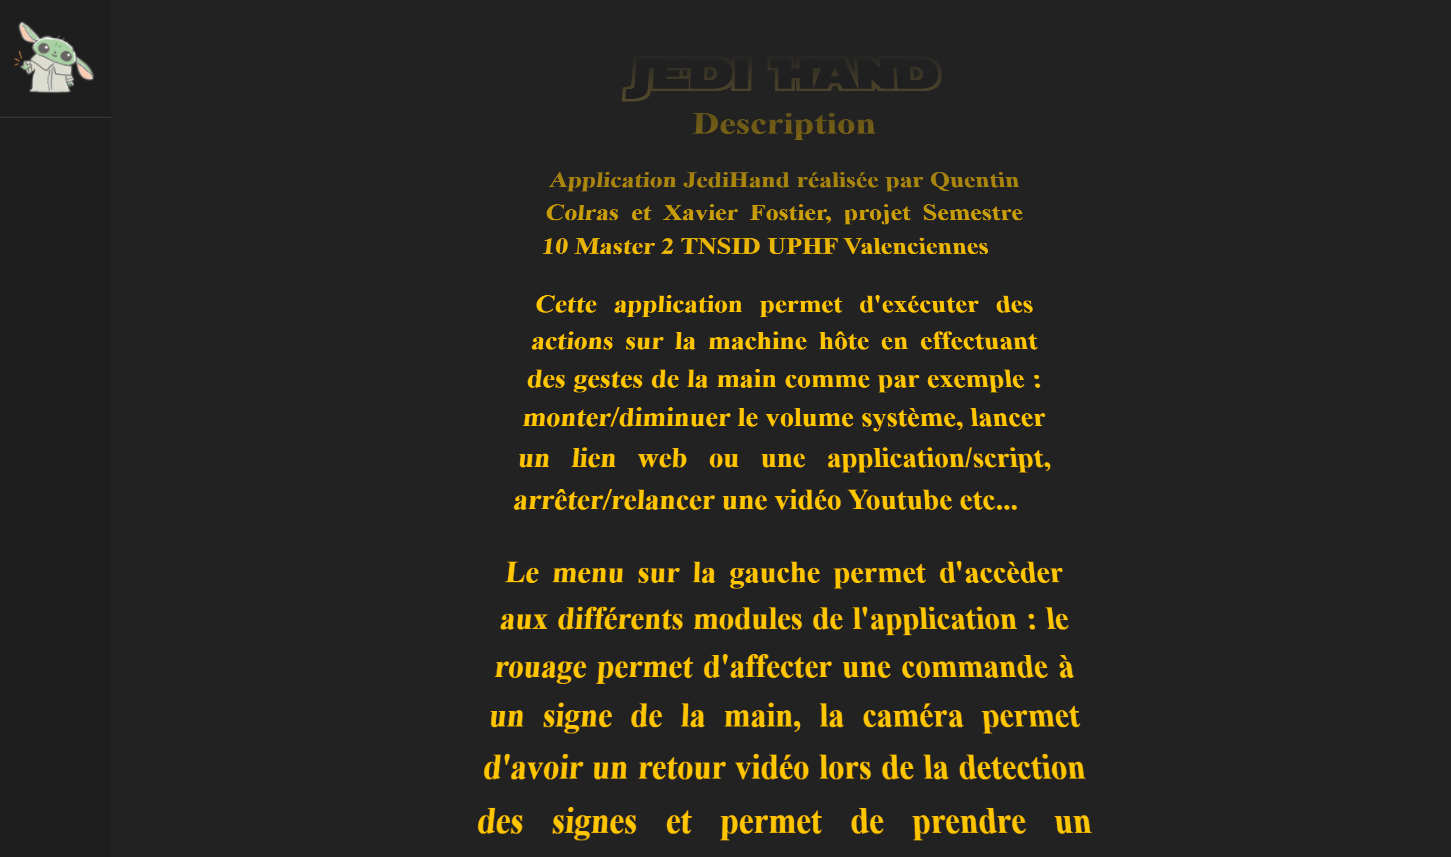 JEDI HAND
Description
Application JediHand réalisée par Quentin
Colras et Xavier Fostier, projet Semestre
10 Master 2 TNSID UPHF Valenciennes
Cette application permet d'exécuter des
actions sur la machine hôte en effectuant
des gestes de la main comme par exemple :
monter/diminuer le volume système, lancer
un lien web ou une application/script,
arrêter/relancer une vidéo Youtube etc...
Le menu sur la gauche permet d'accèder
aux différents modules de l'application : le
rouage permet d'affecter une commande à
un signe de la main, la caméra permet
d'avoir un retour vidéo lors de la detection
des signes et permet de prendre un